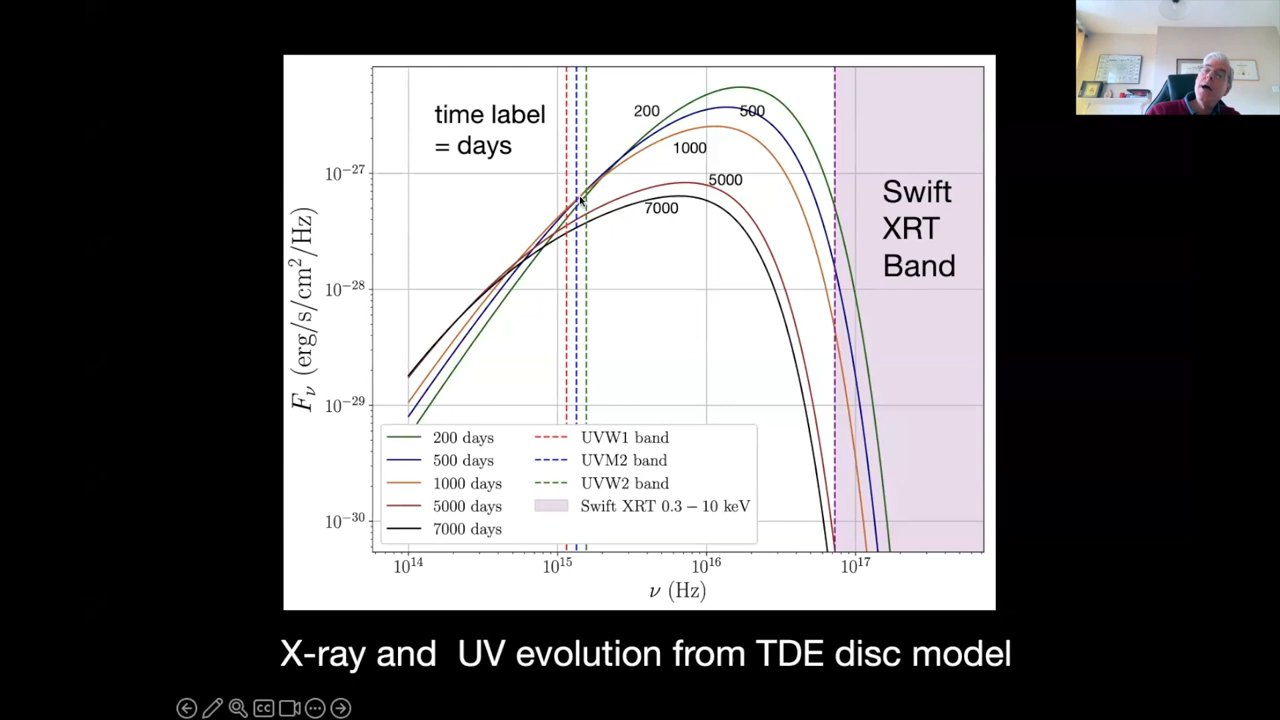 time label
= days
200
500
1000
5000
7000
Swift
XRT
Band
10⁻²⁷
10⁻²⁸
10⁻²⁹
10⁻³⁰
Fν (erg/s/cm²/Hz)
200 days
500 days
1000 days
5000 days
7000 days
UVW1 band
UVM2 band
UVW2 band
Swift XRT 0.3 − 10 keV
10¹⁴
10¹⁵
10¹⁶
10¹⁷
ν (Hz)
X-ray and UV evolution from TDE disc model
CC